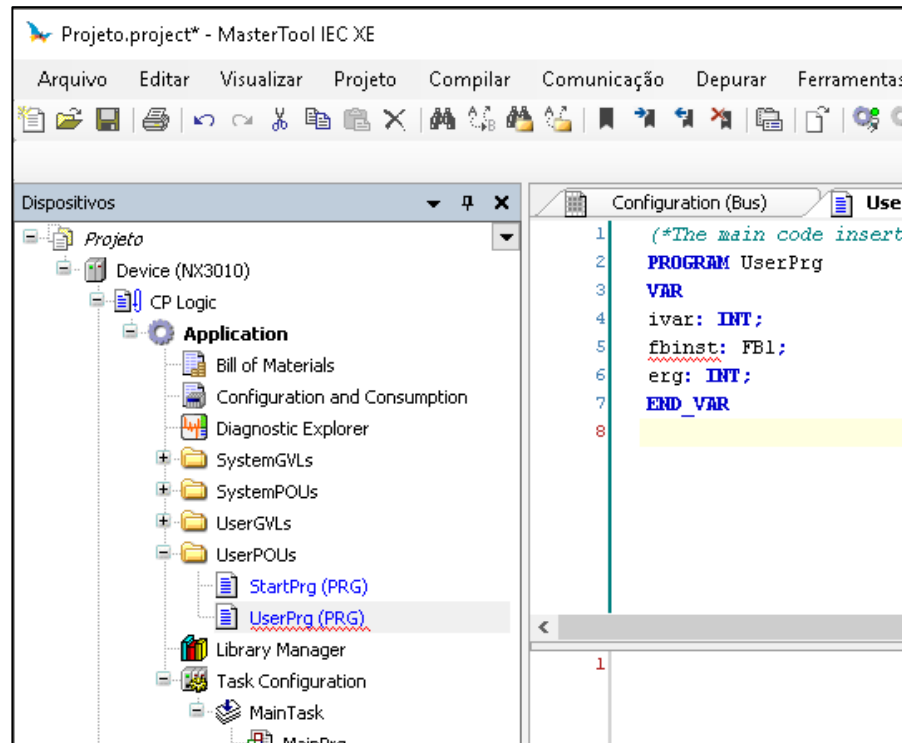 Projeto.project* - MasterTool IEC XE
Arquivo Editar Visualizar Projeto Compilar Comunicação Depurar Ferramentas
Dispositivos
Projeto
Device (NX3010)
CP Logic
Application
Bill of Materials
Configuration and Consumption
Diagnostic Explorer
SystemGVLs
SystemPOUs
UserGVLs
UserPOUs
StartPrg (PRG)
UserPrg (PRG)
Library Manager
Task Configuration
MainTask
MainPrg
Configuration (Bus) Use
1 (*The main code insert
2 PROGRAM UserPrg
3 VAR
4 ivar: INT;
5 fbinst: FB1;
6 erg: INT;
7 END_VAR
8
1